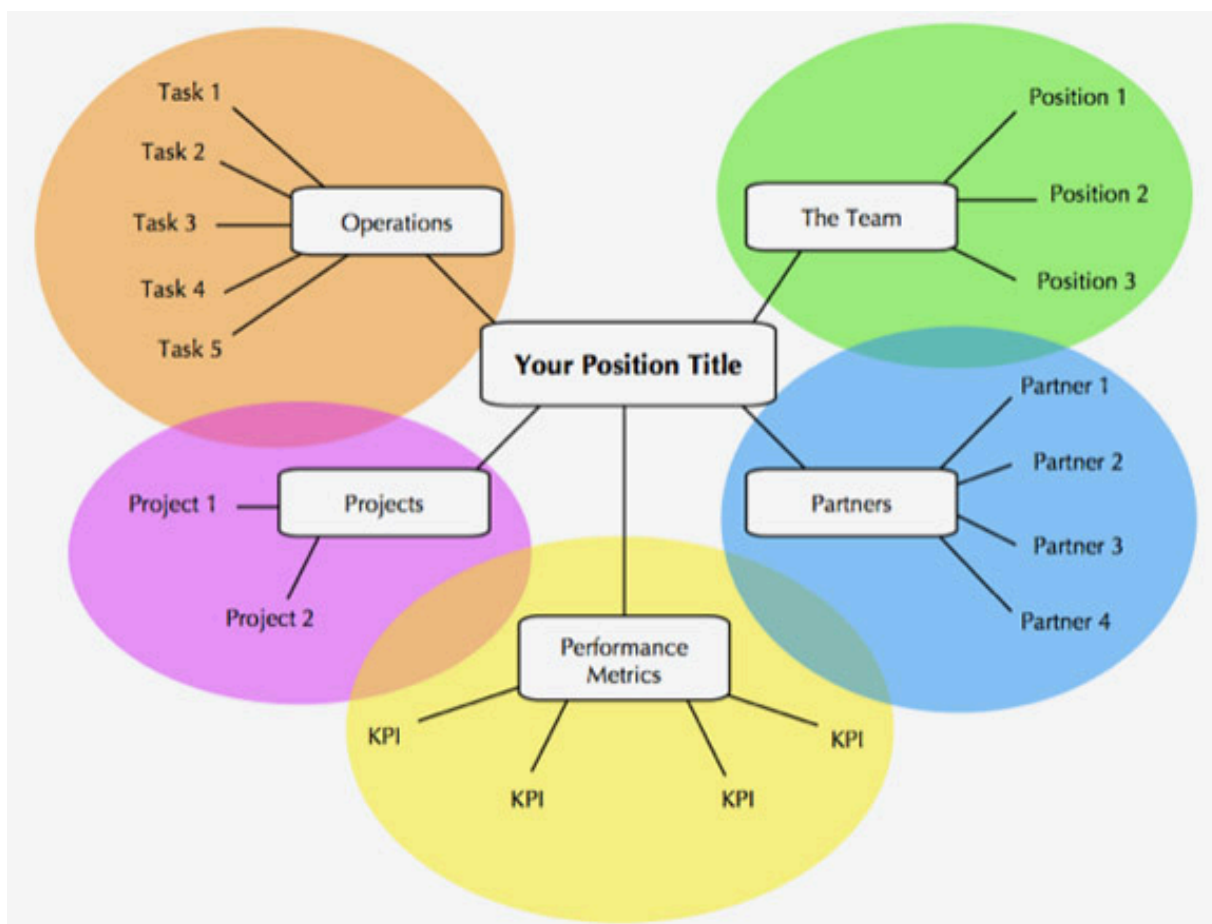 Task 1
Task 2
Task 3
Task 4
Task 5
Operations
Position 1
Position 2
Position 3
The Team
Your Position Title
Project 1
Project 2
Projects
Partner 1
Partner 2
Partner 3
Partner 4
Partners
Performance
Metrics
KPI
KPI
KPI
KPI